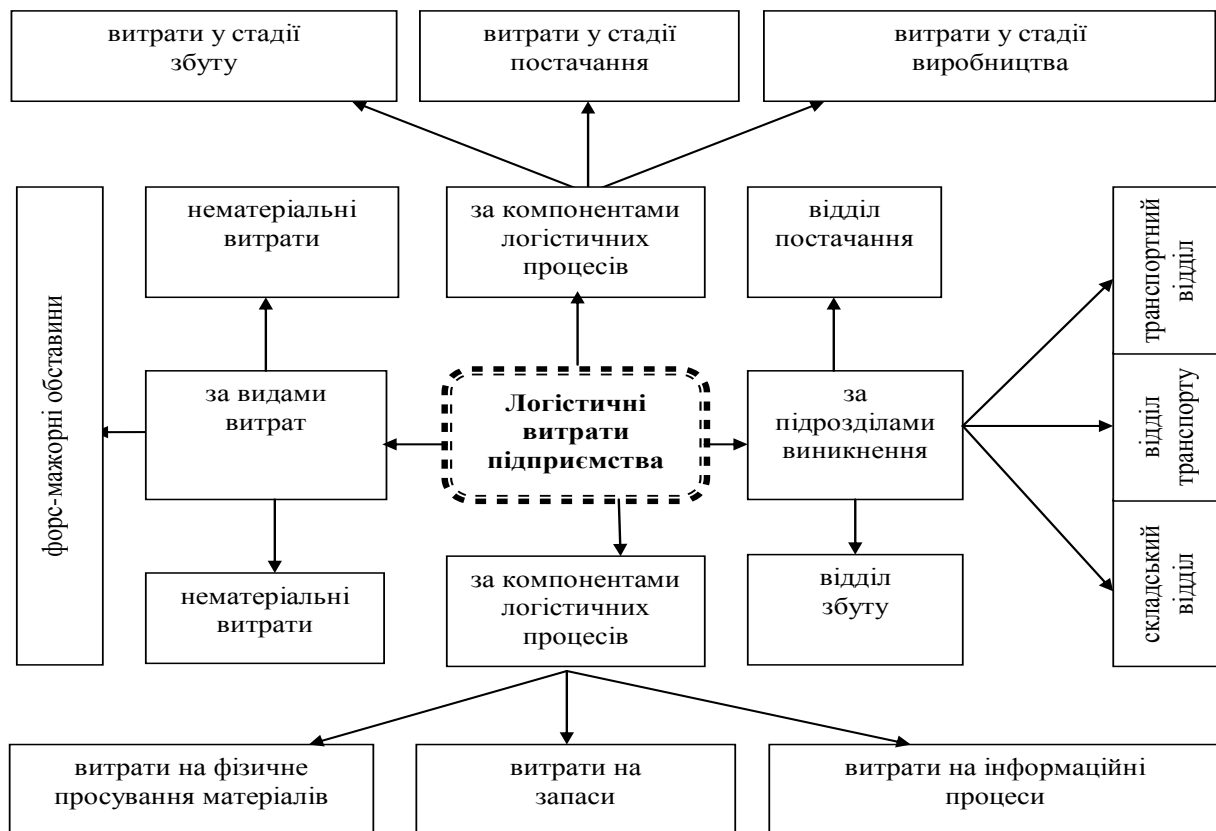 витрати у стадії
збуту
витрати у стадії
постачання
витрати у стадії
виробництва
форс-мажорні обставини
нематеріальні
витрати
за компонентами
логістичних
процесів
відділ
постачання
транспортний
відділ
за видами
витрат
Логістичні
витрати
підприємства
за
підрозділами
виникнення
відділ
транспорту
нематеріальні
витрати
за компонентами
логістичних
процесів
відділ
збуту
складський
відділ
витрати на фізичне
просування матеріалів
витрати на
запаси
витрати на інформаційні
процеси